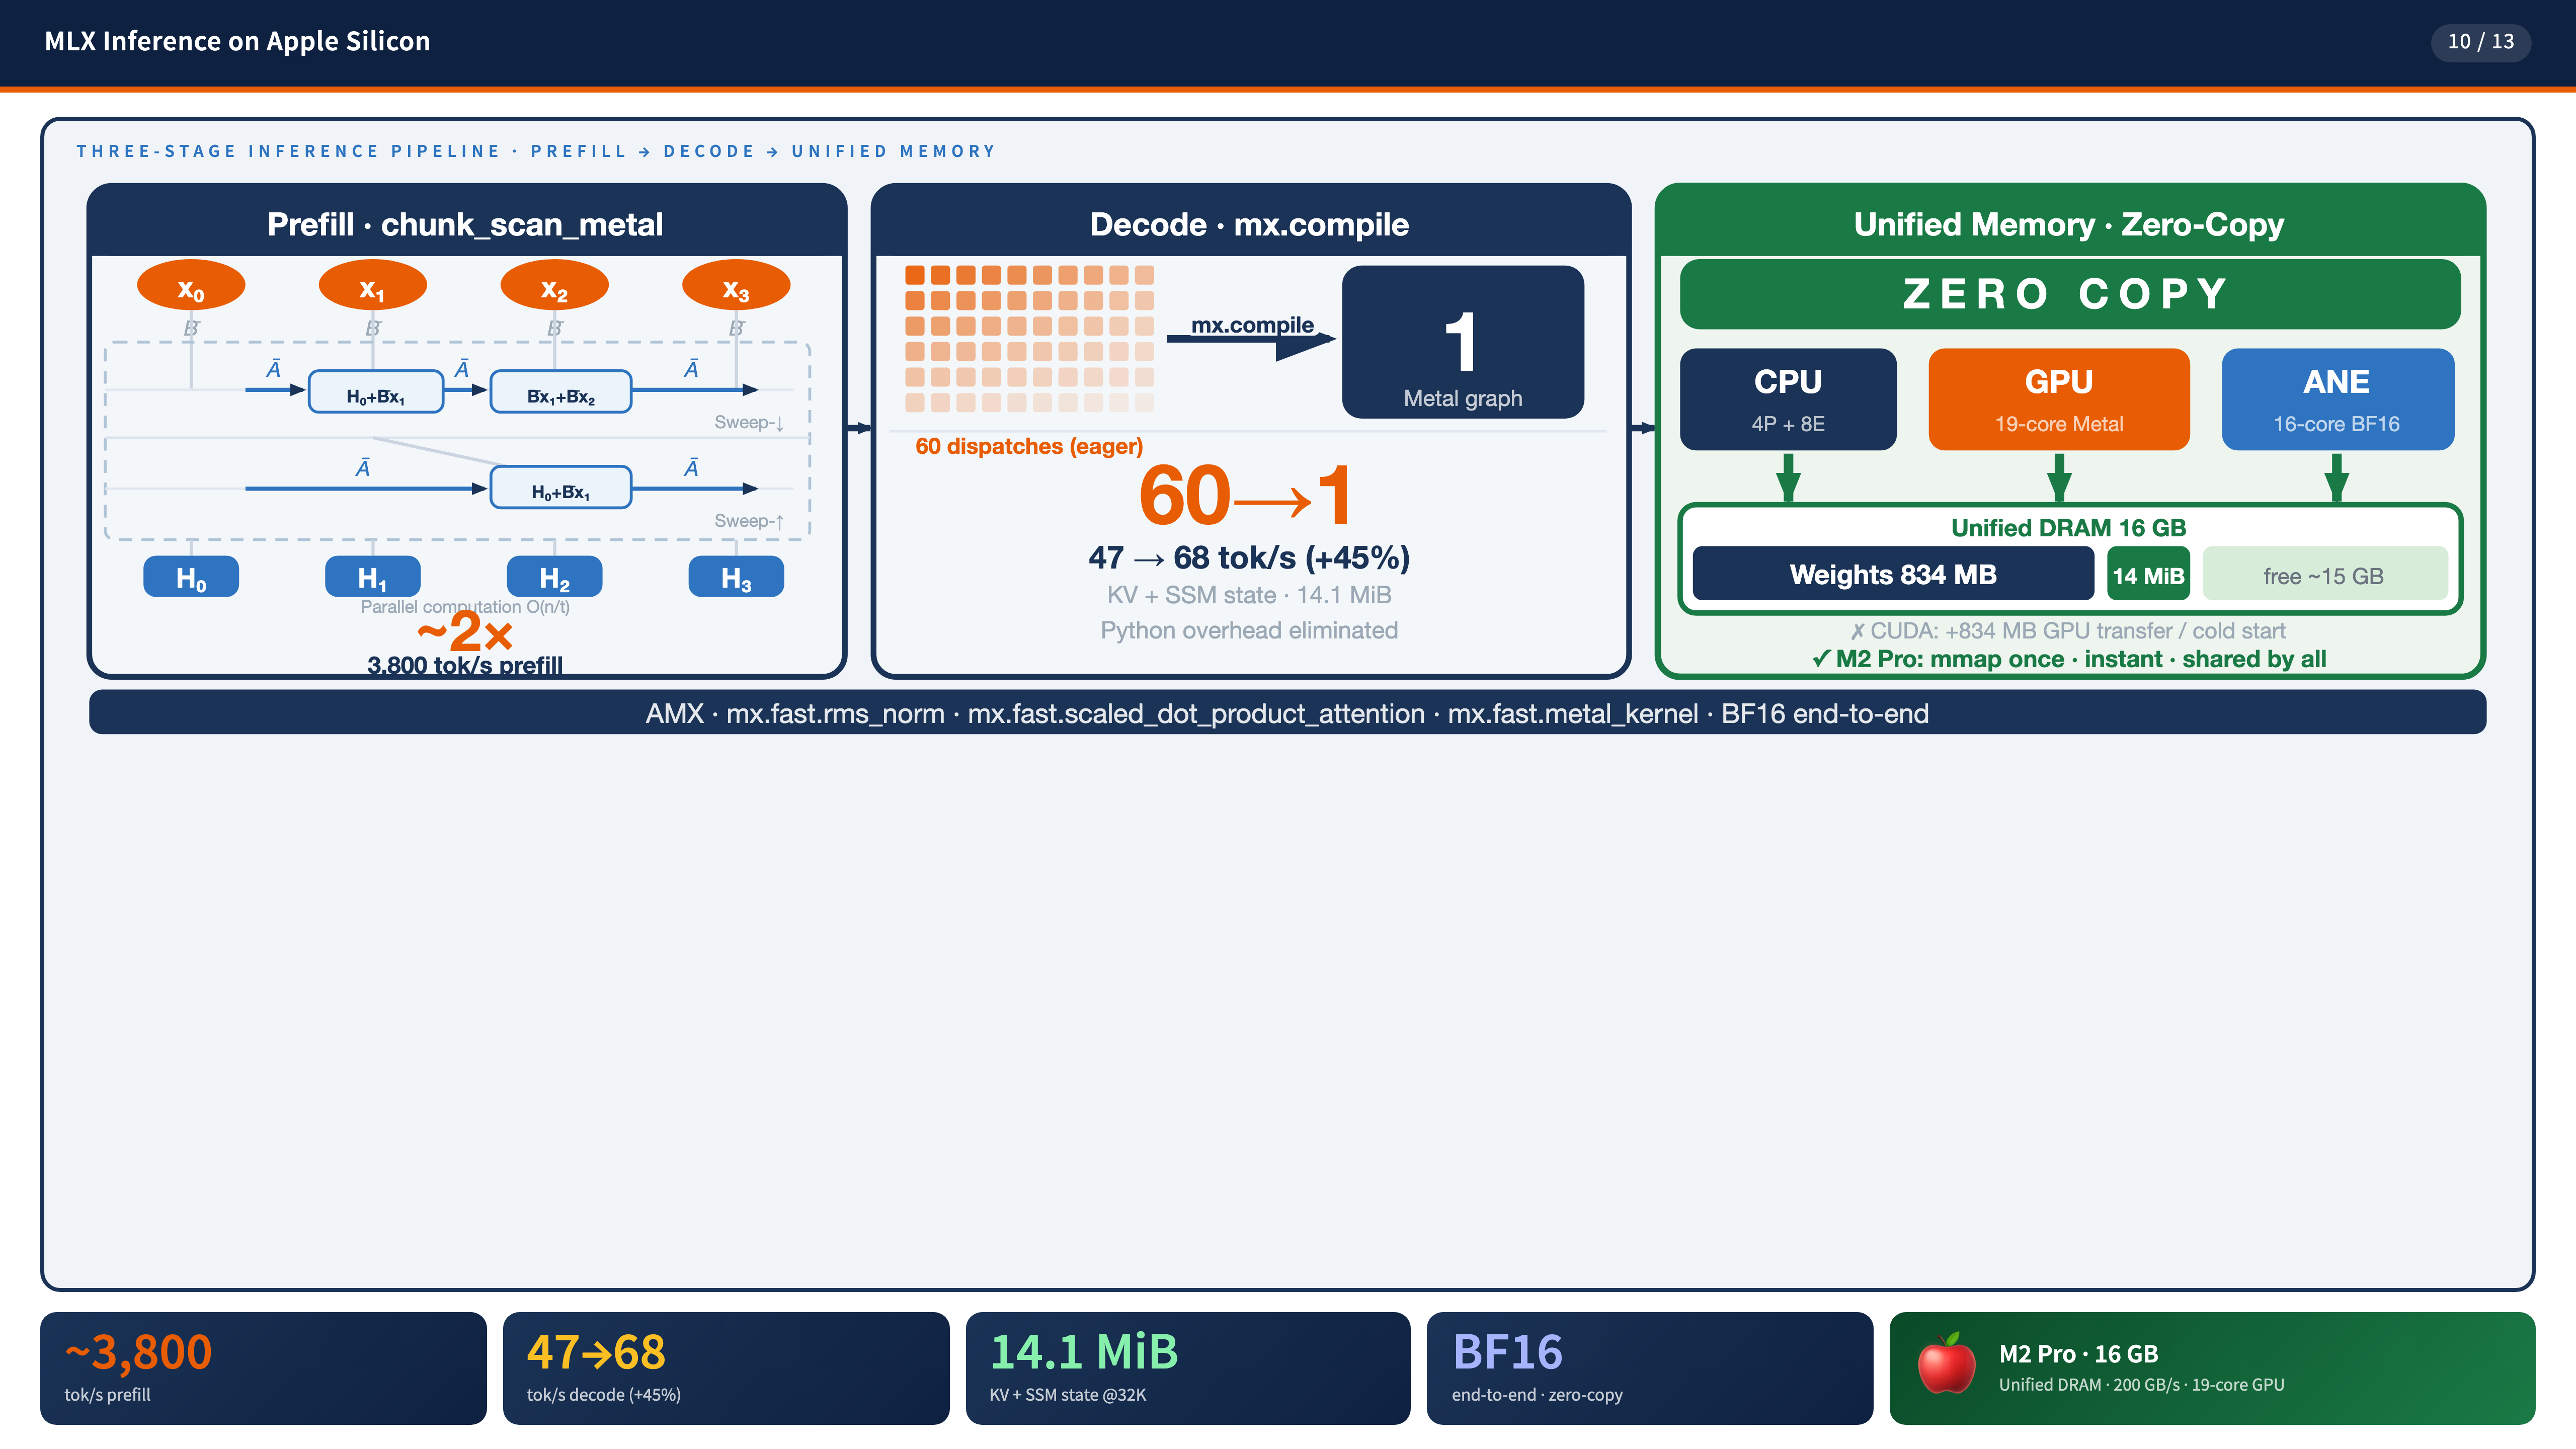 MLX Inference on Apple Silicon
10 / 13
THREE-STAGE INFERENCE PIPELINE · PREFILL → DECODE → UNIFIED MEMORY
Prefill · chunk_scan_metal
x₀ x₁ x₂ x₃
B̄ B̄ B̄ B̄
Ā Ā Ā
H₀+B̄x₁ B̄x₁+B̄x₂
Sweep-↓
Ā Ā
H₀+B̄x₁
Sweep-↑
H₀ H₁ H₂ H₃
Parallel computation O(n/t)
~2×
3,800 tok/s prefill
Decode · mx.compile
mx.compile
1
Metal graph
60 dispatches (eager)
60→1
47 → 68 tok/s (+45%)
KV + SSM state · 14.1 MiB
Python overhead eliminated
Unified Memory · Zero-Copy
ZERO COPY
CPU
4P + 8E
GPU
19-core Metal
ANE
16-core BF16
Unified DRAM 16 GB
Weights 834 MB
14 MiB
free ~15 GB
✗ CUDA: +834 MB GPU transfer / cold start
✓ M2 Pro: mmap once · instant · shared by all
AMX · mx.fast.rms_norm · mx.fast.scaled_dot_product_attention · mx.fast.metal_kernel · BF16 end-to-end
~3,800
tok/s prefill
47→68
tok/s decode (+45%)
14.1 MiB
KV + SSM state @32K
BF16
end-to-end · zero-copy
M2 Pro · 16 GB
Unified DRAM · 200 GB/s · 19-core GPU